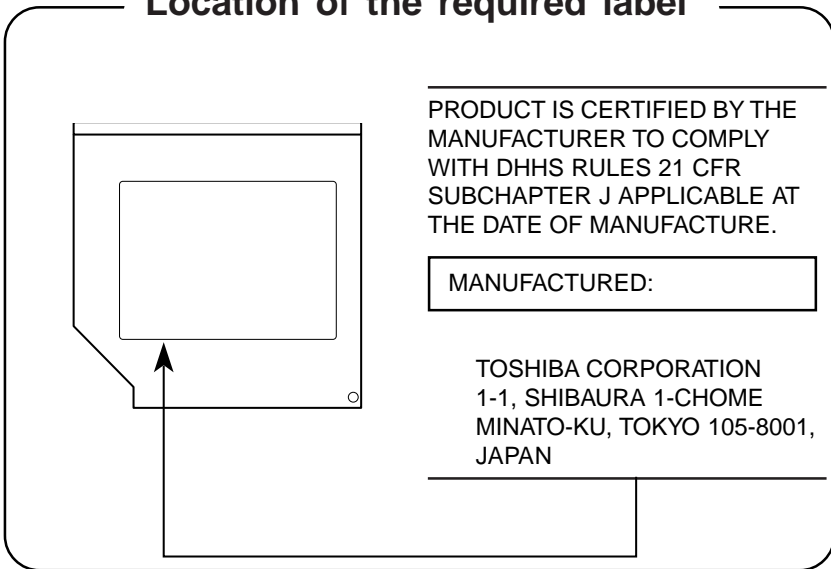 Location of the required label
PRODUCT IS CERTIFIED BY THE
MANUFACTURER TO COMPLY
WITH DHHS RULES 21 CFR
SUBCHAPTER J APPLICABLE AT
THE DATE OF MANUFACTURE.
MANUFACTURED:
TOSHIBA CORPORATION
1-1, SHIBAURA 1-CHOME
MINATO-KU, TOKYO 105-8001,
JAPAN